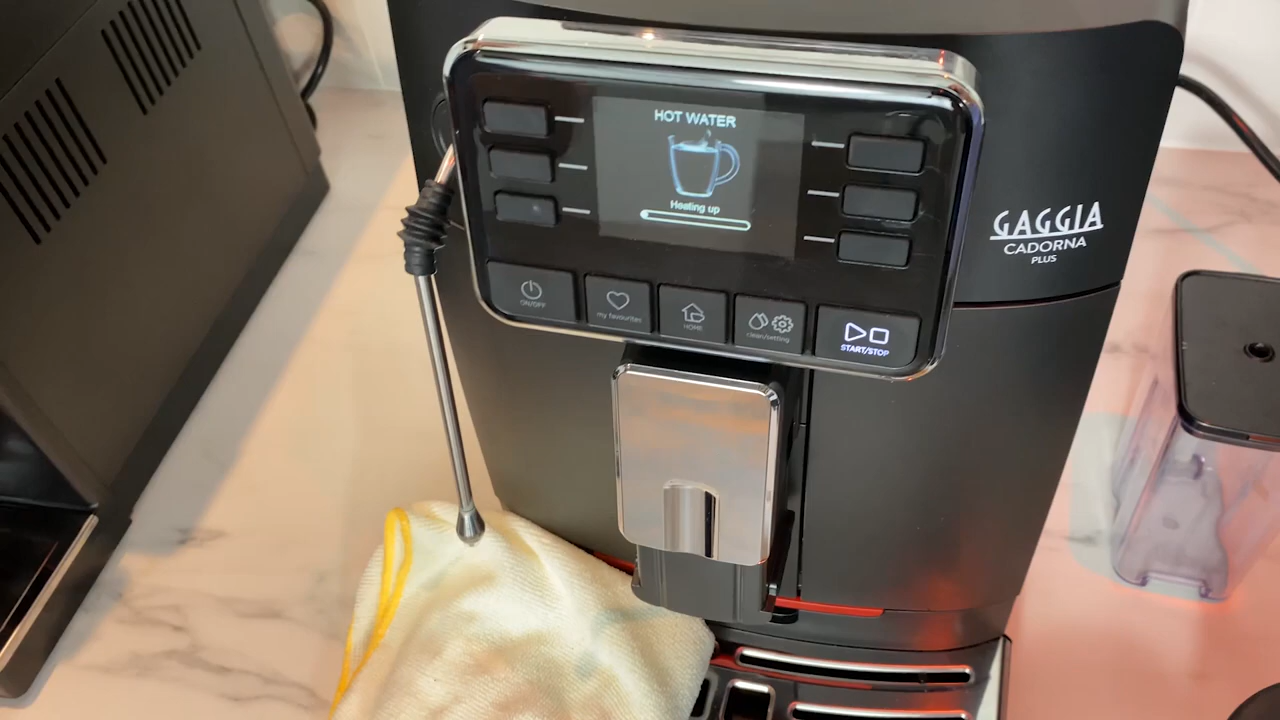 HOT WATER
Heating up
ON/OFF
my favourites
HOME
clean/setting
START/STOP
GAGGIA
CADORNA
PLUS